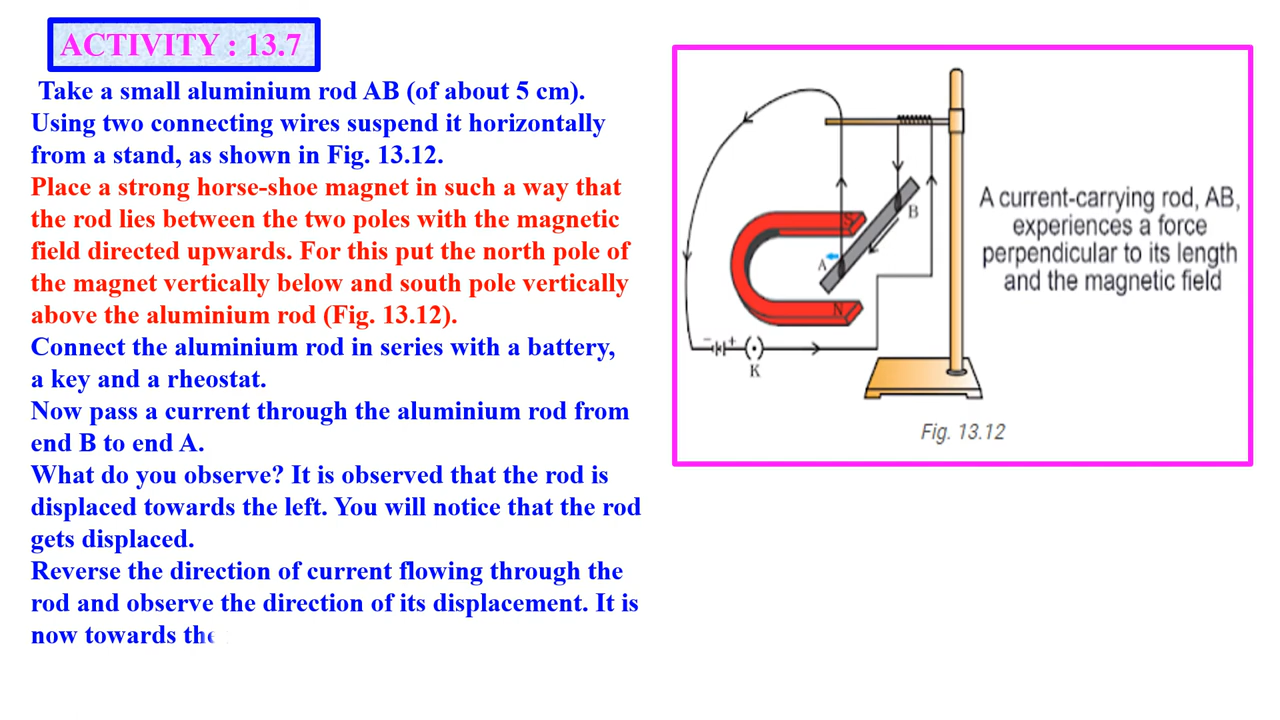 ACTIVITY : 13.7
Take a small aluminium rod AB (of about 5 cm).
Using two connecting wires suspend it horizontally
from a stand, as shown in Fig. 13.12.
Place a strong horse-shoe magnet in such a way that
the rod lies between the two poles with the magnetic
field directed upwards. For this put the north pole of
the magnet vertically below and south pole vertically
above the aluminium rod (Fig. 13.12).
Connect the aluminium rod in series with a battery,
a key and a rheostat.
Now pass a current through the aluminium rod from
end B to end A.
What do you observe? It is observed that the rod is
displaced towards the left. You will notice that the rod
gets displaced.
Reverse the direction of current flowing through the
rod and observe the direction of its displacement. It is
now towards the
S
B
A
N
− +
K
A current-carrying rod, AB,
experiences a force
perpendicular to its length
and the magnetic field
Fig. 13.12